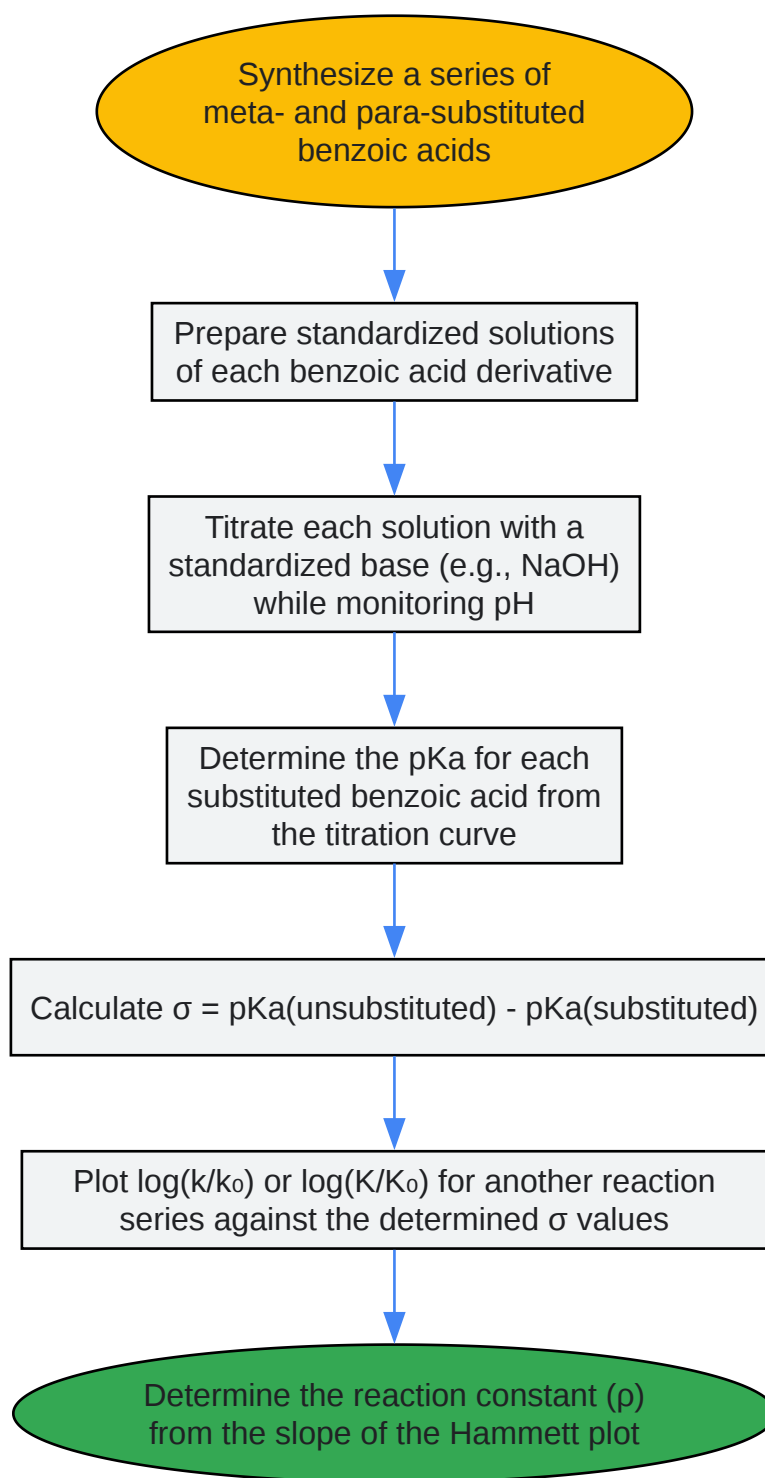 Synthesize a series of
meta- and para-substituted
benzoic acids
Prepare standardized solutions
of each benzoic acid derivative
Titrate each solution with a
standardized base (e.g., NaOH)
while monitoring pH
Determine the pKa for each
substituted benzoic acid from
the titration curve
Calculate σ = pKa(unsubstituted) - pKa(substituted)
Plot log(k/k₀) or log(K/K₀) for another reaction
series against the determined σ values
Determine the reaction constant (ρ)
from the slope of the Hammett plot